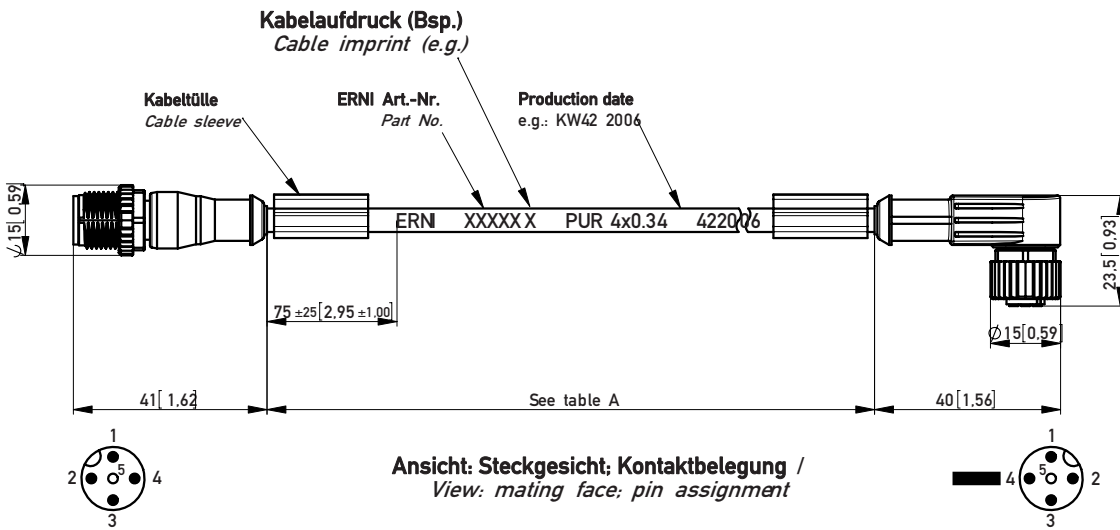 Kabelaufdruck (Bsp.)
Cable imprint (e.g.)
Kabeltülle
Cable sleeve
ERNI Art.-Nr.
Part No.
Production date
e.g.: KW42 2006
15[0,59
ERNI XXXXX X PUR 4x0.34 422006
23,5[0,93]
75 ±25[2,95 ±1,00]
Ø15[0,59]
41[1,62]
See table A
40[1,56]
1
2 5 4
3
Ansicht: Steckgesicht; Kontaktbelegung /
View: mating face; pin assignment
1
4 5 2
3